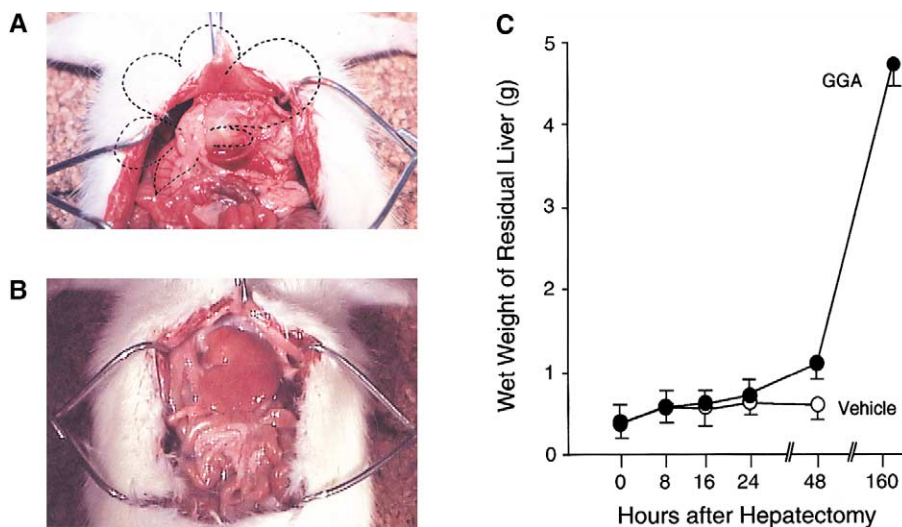 A
B
C
Wet Weight of Residual Liver (g)
5
4
3
2
1
0
GGA
Vehicle
0 8 16 24 48 160
Hours after Hepatectomy